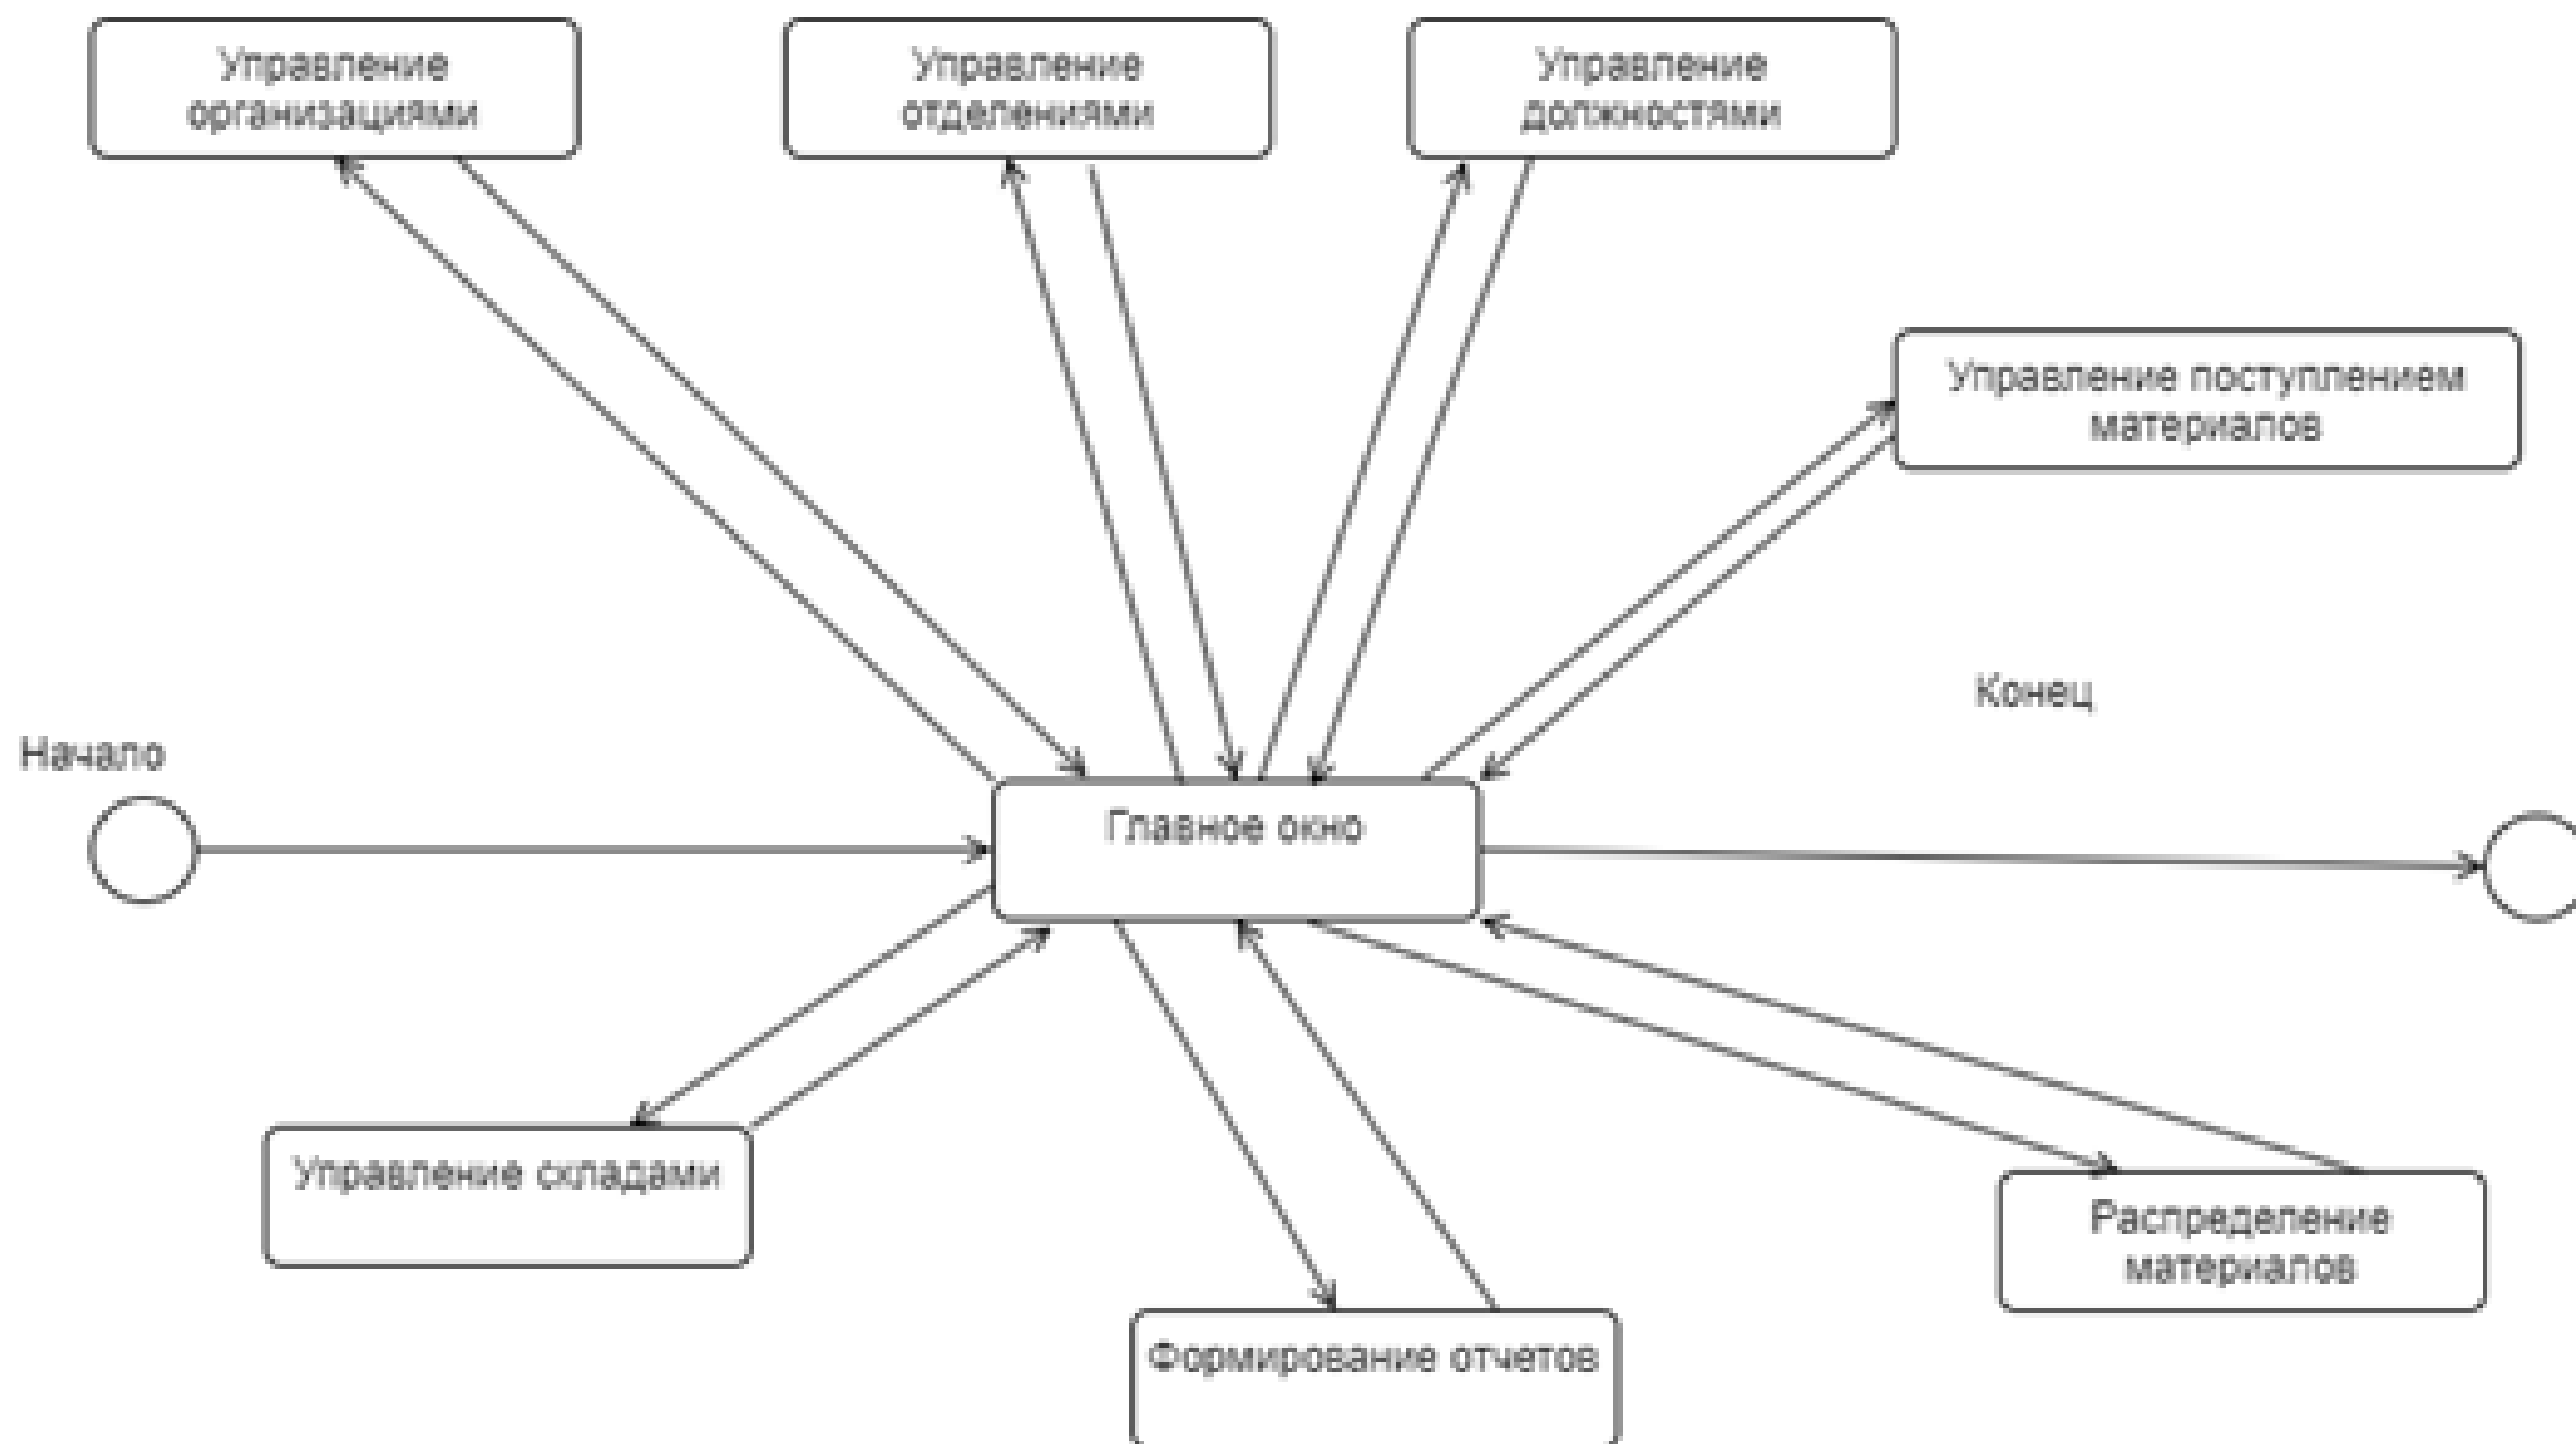 Управление
организациями
Управление
отделениями
Управление
должностями
Управление поступлением
материалов
Конец
Начало
Главное окно
Управление складами
Распределение
материалов
Формирование отчетов